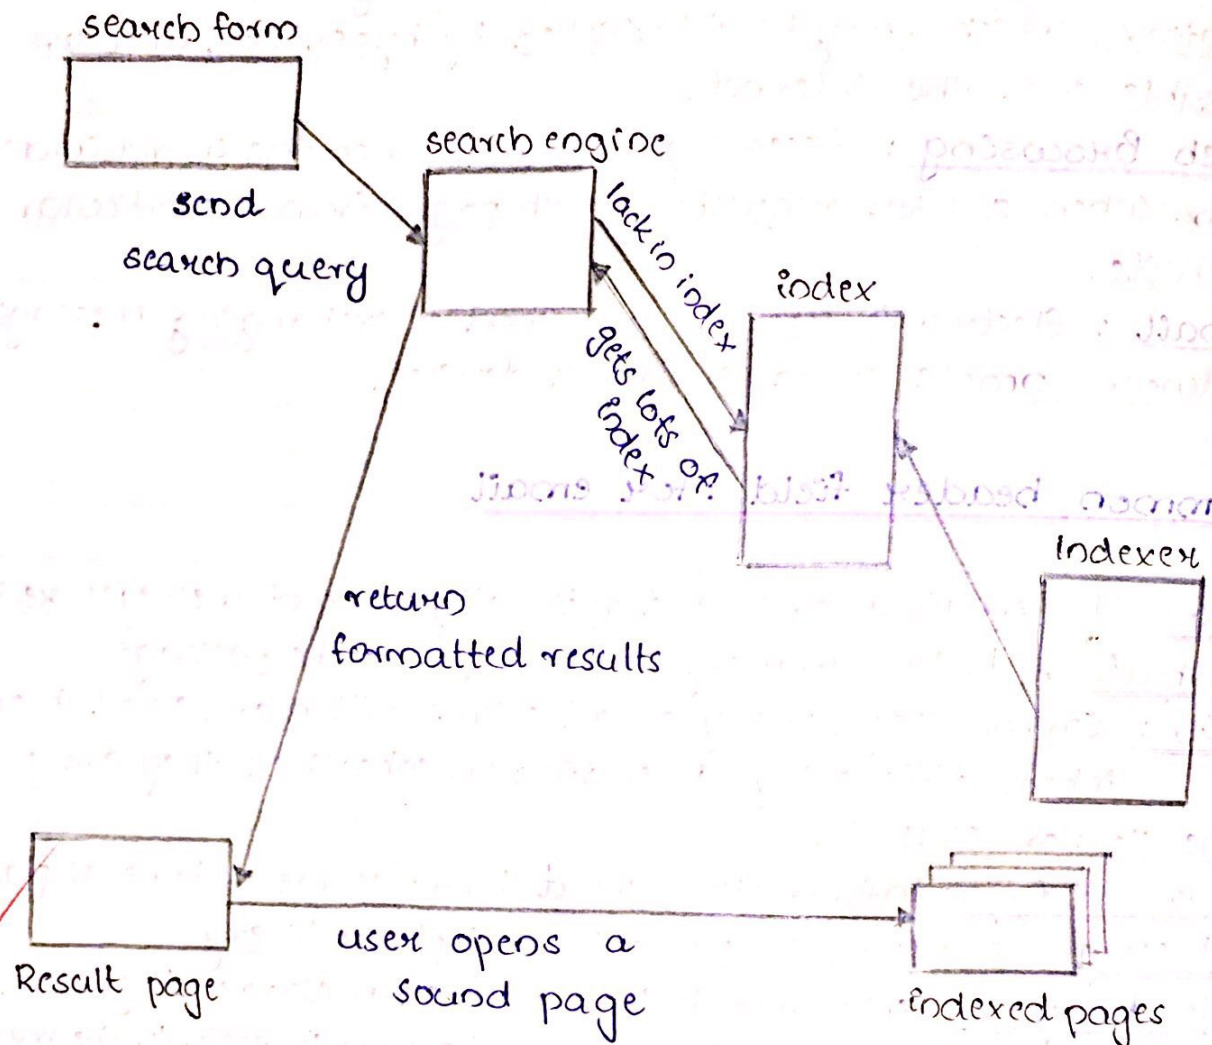 search form
send
search query
search engine
lack in index
gets lots of
index
index
Indexer
return
formatted results
Result page
user opens a
sound page
indexed pages